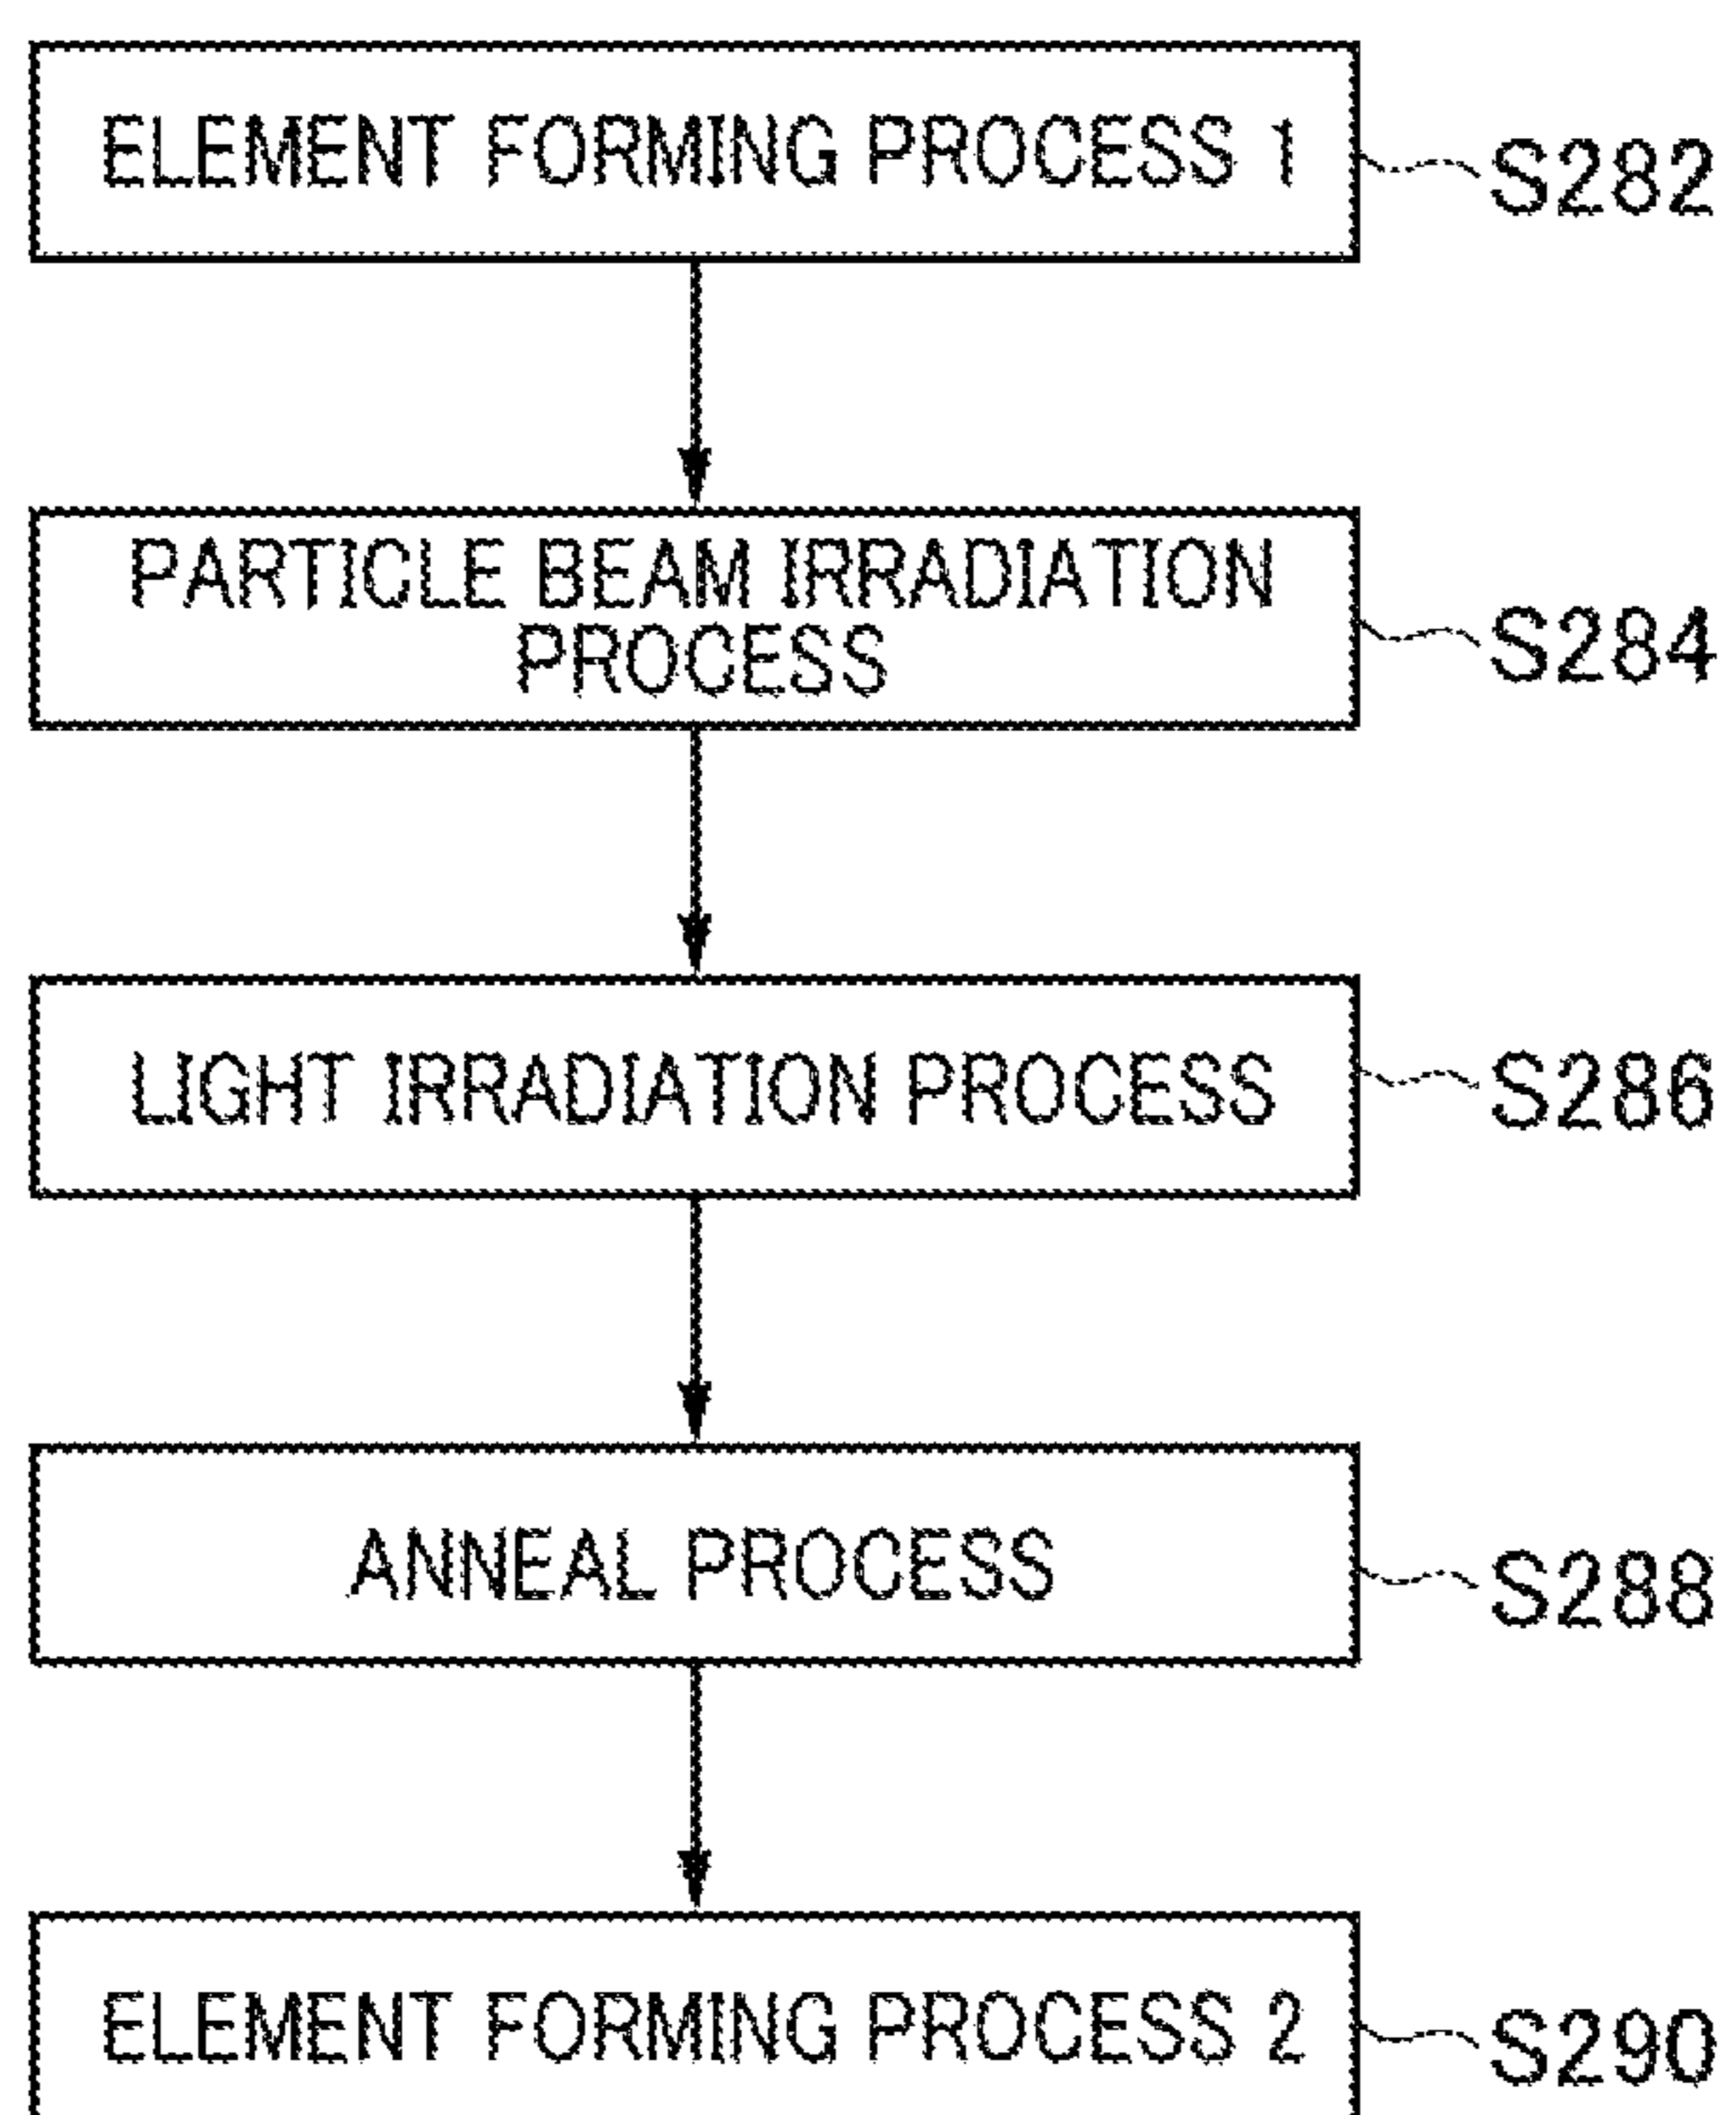 ELEMENT FORMING PROCESS 1
S282
PARTICLE BEAM IRRADIATION
PROCESS
S284
LIGHT IRRADIATION PROCESS
S286
ANNEAL PROCESS
S288
ELEMENT FORMING PROCESS 2
S290